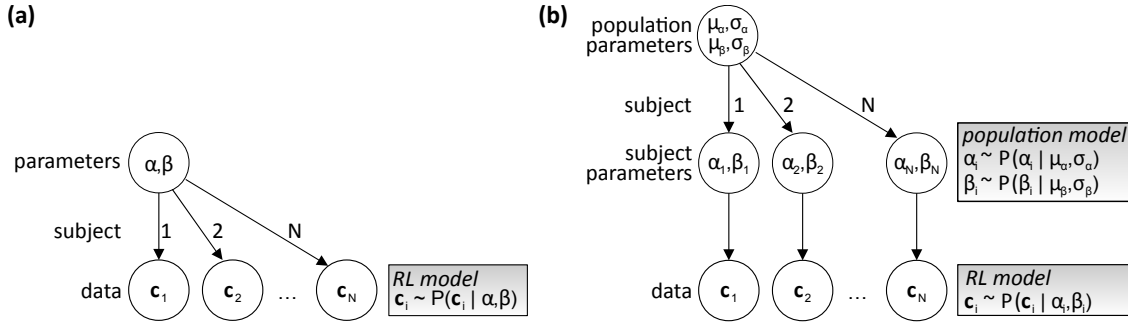 (a)
parameters
α,β
subject
1
2
N
data
c1
c2
...
cN
RL model
ci ~ P(ci | α,β)
(b)
population
parameters
μα,σα
μβ,σβ
subject
1
2
N
subject
parameters
α1,β1
α2,β2
αN,βN
population model
αi ~ P(αi | μα,σα)
βi ~ P(βi | μβ,σβ)
data
c1
c2
...
cN
RL model
ci ~ P(ci | αi,βi)